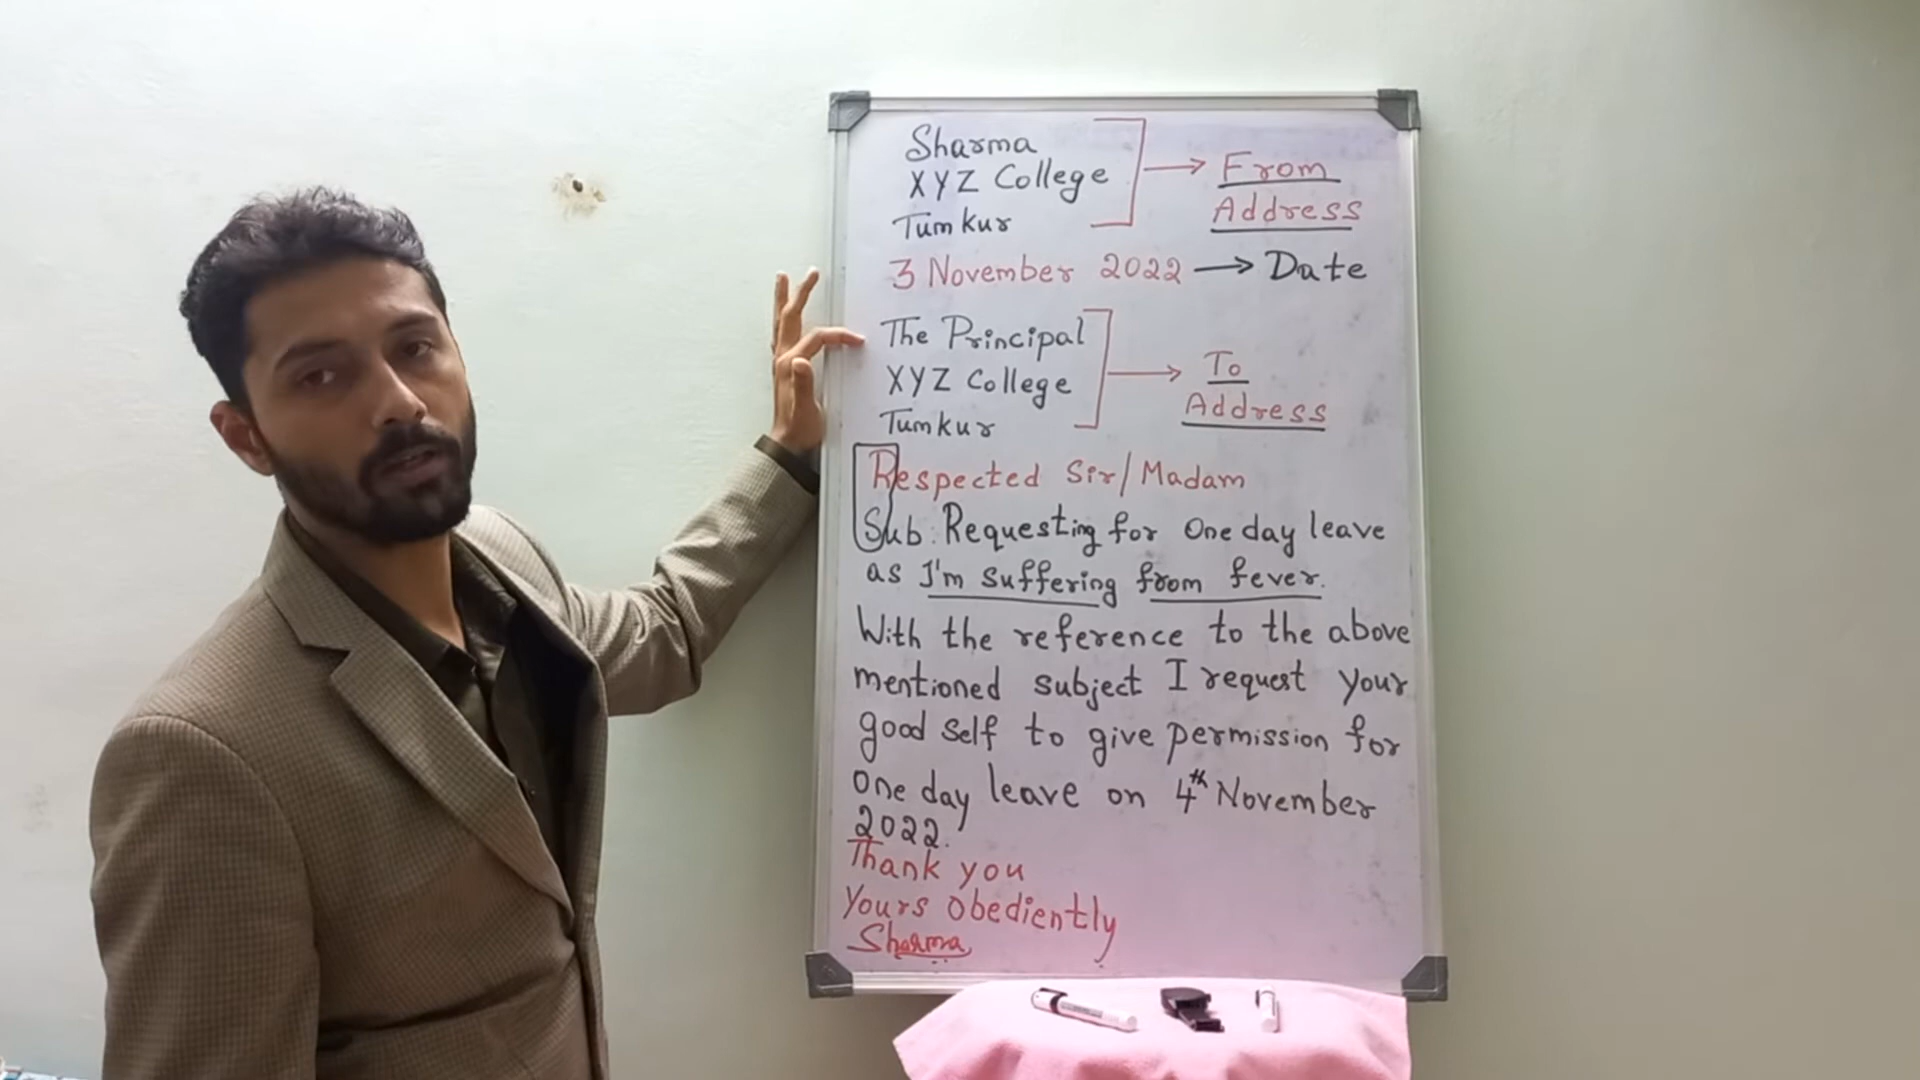 Sharma
XYZ College
Tumkur
From
Address
3 November 2022 → Date
The Principal
XYZ College
Tumkur
To
Address
Respected Sir/Madam
Sub: Requesting for One day leave
as I'm suffering from fever.
With the reference to the above
mentioned subject I request your
good self to give permission for
One day leave on 4th November
2022.
Thank you
Yours Obediently
Sharma